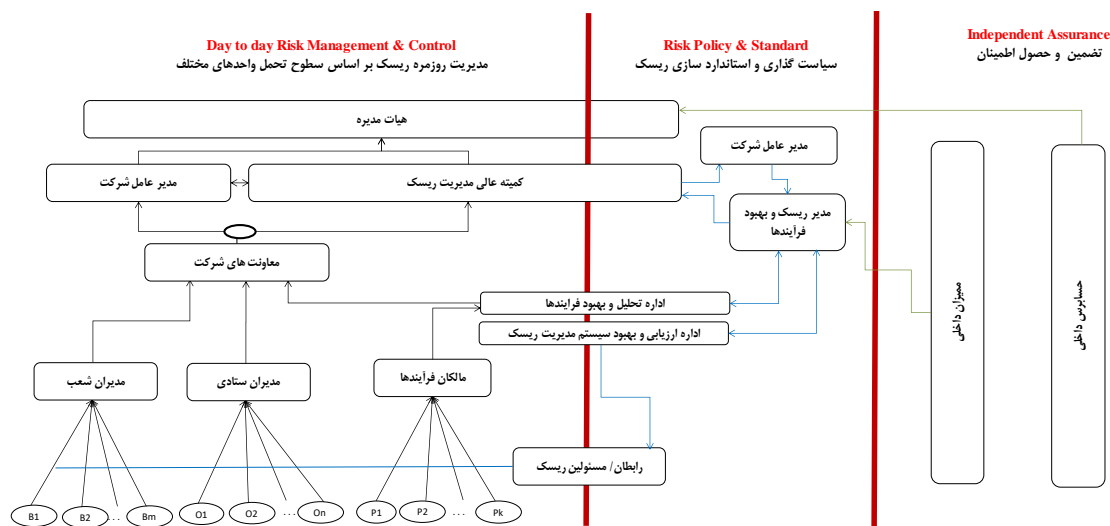 Day to day Risk Management & Control
مدیریت روزمره ریسک بر اساس سطوح تحمل واحدهای مختلف
Risk Policy & Standard
سیاست گذاری و استاندارد سازی ریسک
Independent Assurance
تضمین و حصول اطمینان
هیات مدیره
مدیر عامل شرکت
مدیر عامل شرکت
کمیته عالی مدیریت ریسک
مدیر ریسک و بهبود
فرآیندها
معاونت های شرکت
اداره تحلیل و بهبود فرایندها
اداره ارزیابی و بهبود سیستم مدیریت ریسک
ممیزان داخلی
حسابرس داخلی
مدیران شعب
مدیران ستادی
مالکان فرآیندها
رابطان/ مسئولین ریسک
B1
B2
...
Bm
O1
O2
...
On
P1
P2
...
Pk